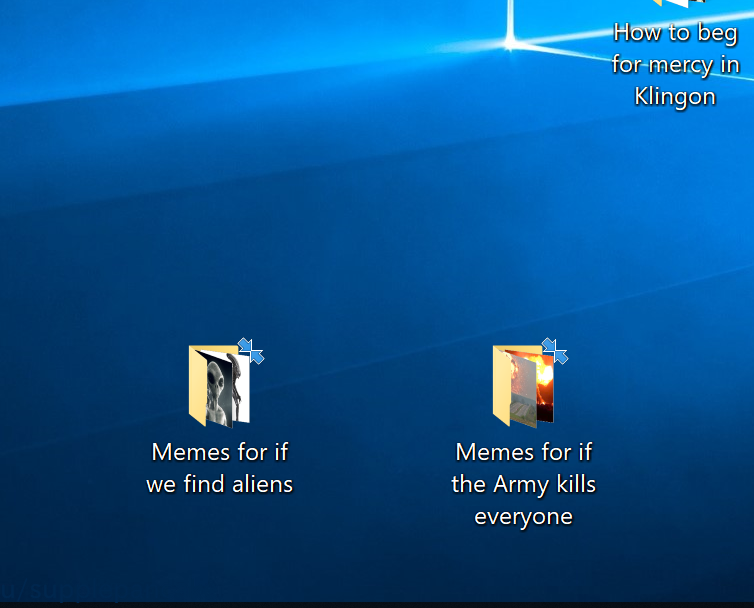 How to beg
for mercy in
Klingon
Memes for if
we find aliens
Memes for if
the Army kills
everyone